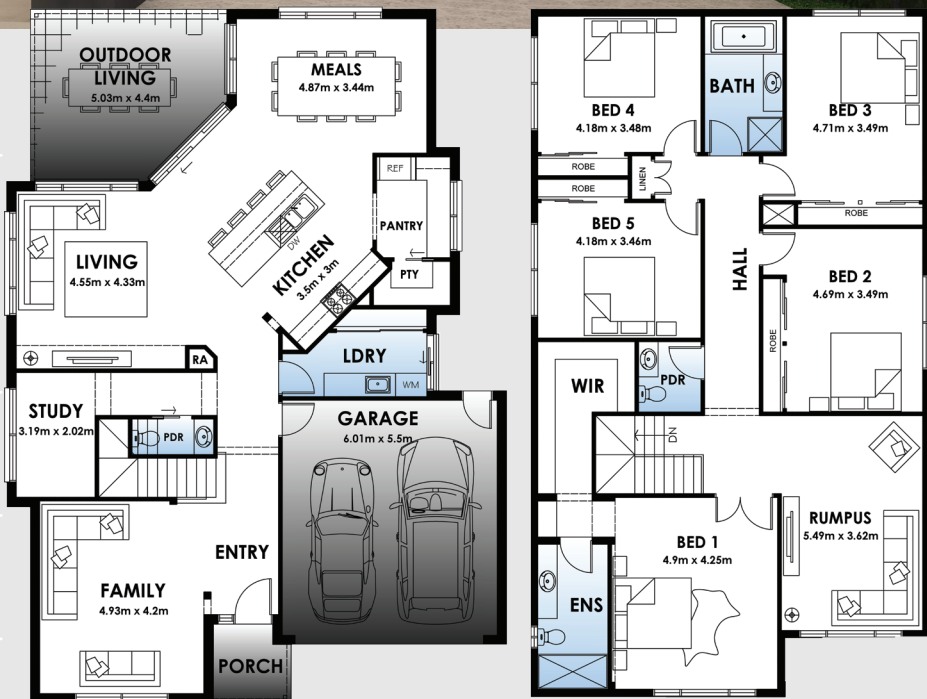 OUTDOOR
LIVING
5.03m x 4.4m
MEALS
4.87m x 3.44m
REF
PANTRY
PTY
DW
KITCHEN
3.5m x 3m
LIVING
4.55m x 4.33m
RA
LDRY
WM
STUDY
3.19m x 2.02m
PDR
GARAGE
6.01m x 5.5m
ENTRY
FAMILY
4.93m x 4.2m
PORCH
BED 4
4.18m x 3.48m
BATH
BED 3
4.71m x 3.49m
ROBE
ROBE
LINEN
ROBE
BED 5
4.18m x 3.46m
HALL
BED 2
4.69m x 3.49m
ROBE
WIR
PDR
DN
RUMPUS
5.49m x 3.62m
BED 1
4.9m x 4.25m
ENS